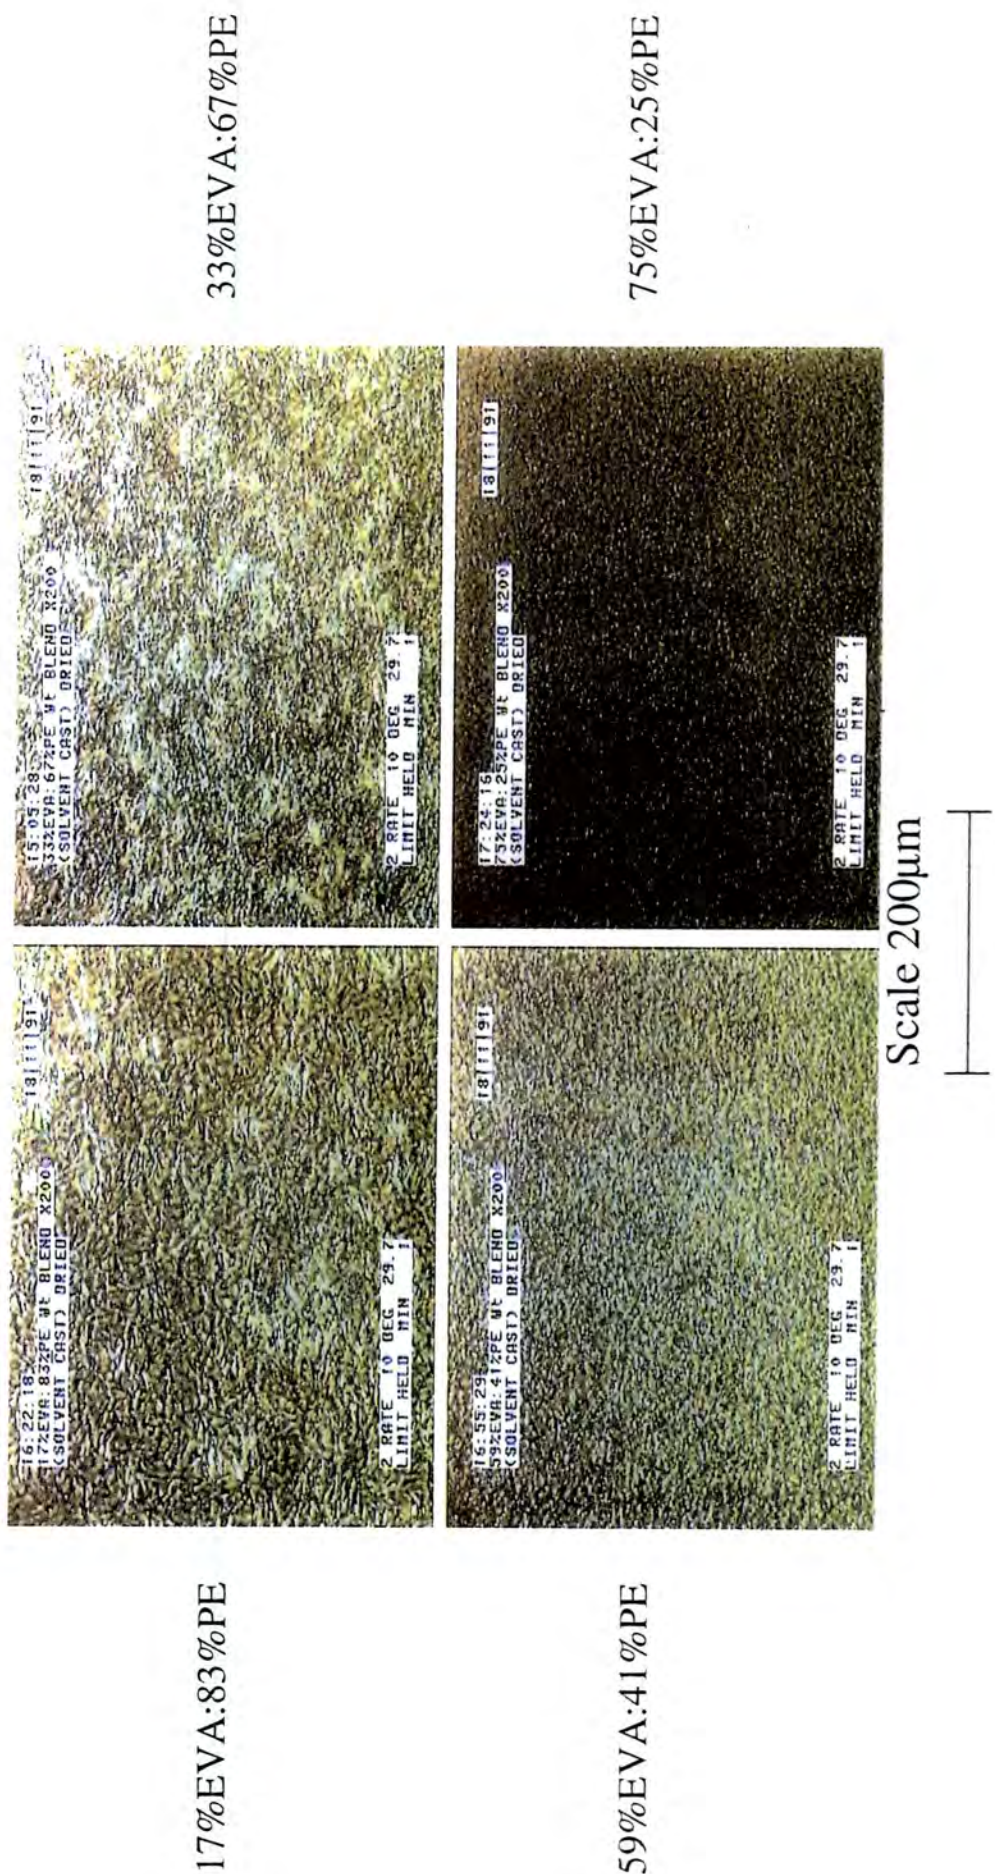 17%EVA:83%PE
16:22:18
17%EVA:83%PE Wt BLEND X200
(SOLVENT CAST) DRIED
18|11|91
2 RATE 10 DEG 29.7
LIMIT HELD MIN 1
15:05:28
33%EVA:67%PE Wt BLEND X200
(SOLVENT CAST) DRIED
18|11|91
2 RATE 10 DEG 29.7
LIMIT HELD MIN 1
33%EVA:67%PE
59%EVA:41%PE
16:55:29
59%EVA:41%PE Wt BLEND X200
(SOLVENT CAST) DRIED
18|11|91
2 RATE 10 DEG 29.7
LIMIT HELD MIN 1
17:24:16
75%EVA:25%PE Wt BLEND X200
(SOLVENT CAST) DRIED
18|11|91
2 RATE 10 DEG 29.7
LIMIT HELD MIN 1
75%EVA:25%PE
Scale 200µm